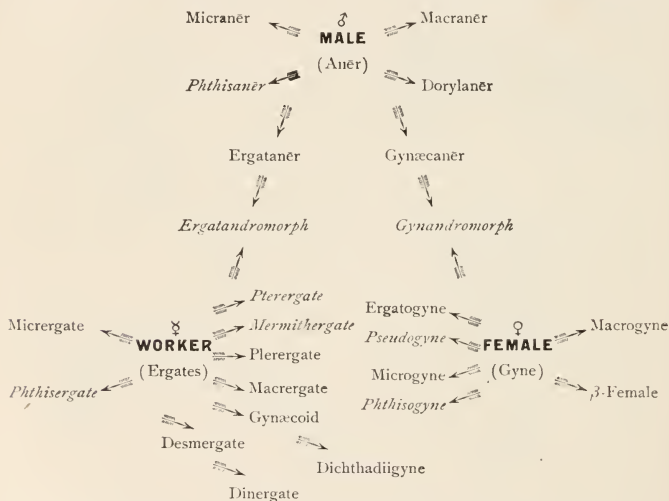 Micranēr
♂
Macranēr
MALE
(Anēr)
Phthisanēr
Dorylanēr
Ergatanēr
Gynæcanēr
Ergatandromorph
Gynandromorph
Pterergate
Ergatogyne
Micrergate
☿
Mermithergate
Pseudogyne
♀
Macrogyne
WORKER
Plerergate
FEMALE
(Ergates)
Microgyne
(Gyne)
Phthisergate
Macrergate
Phthisogyne
β-Female
Gynæcoid
Desmergate
Dichthadiigyne
Dinergate